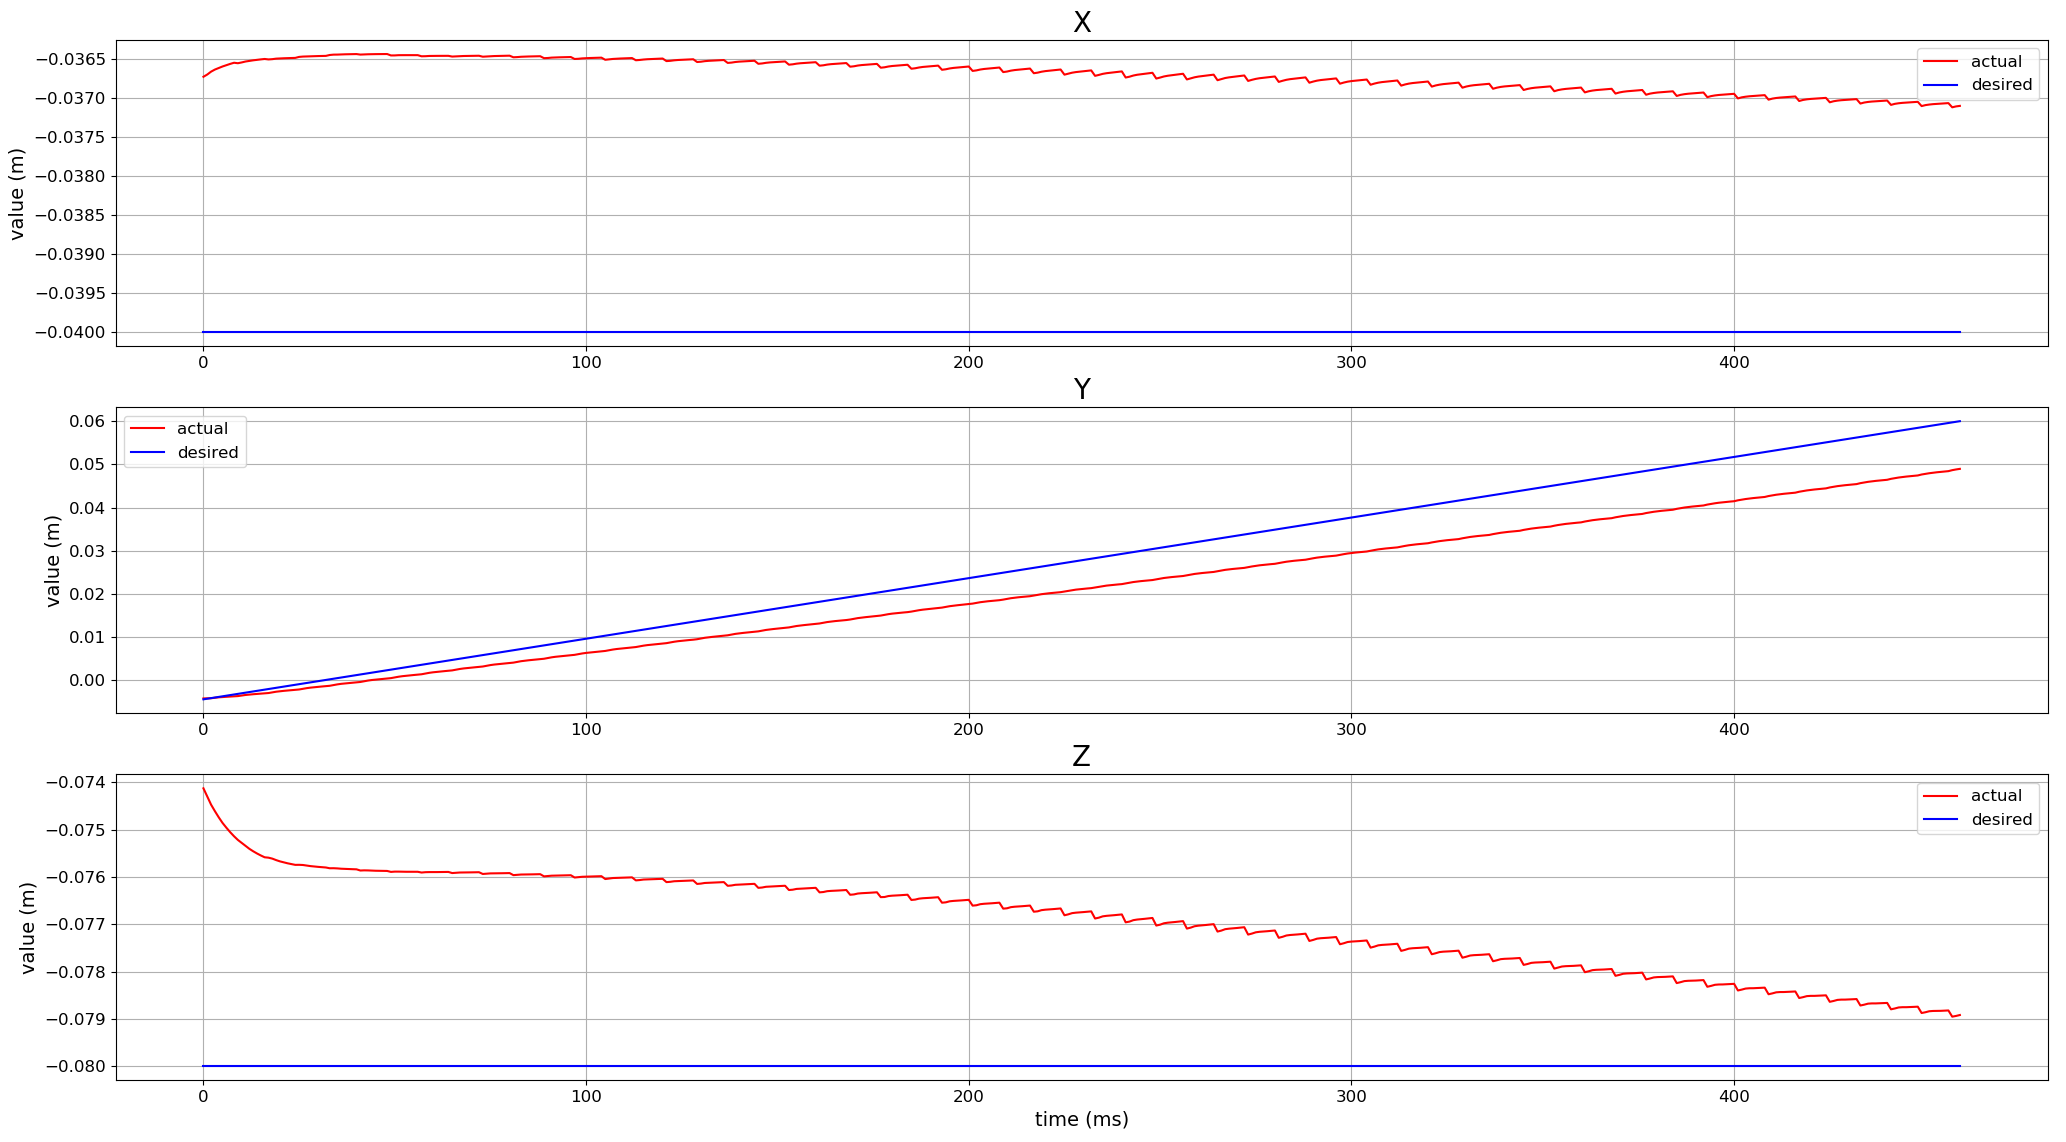 X
−0.0365
−0.0370
−0.0375
−0.0380
−0.0385
−0.0390
−0.0395
−0.0400
value (m)
actual
desired
0 100 200 300 400
Y
0.06
0.05
0.04
0.03
0.02
0.01
0.00
value (m)
actual
desired
0 100 200 300 400
Z
−0.074
−0.075
−0.076
−0.077
−0.078
−0.079
−0.080
value (m)
actual
desired
0 100 200 300 400
time (ms)